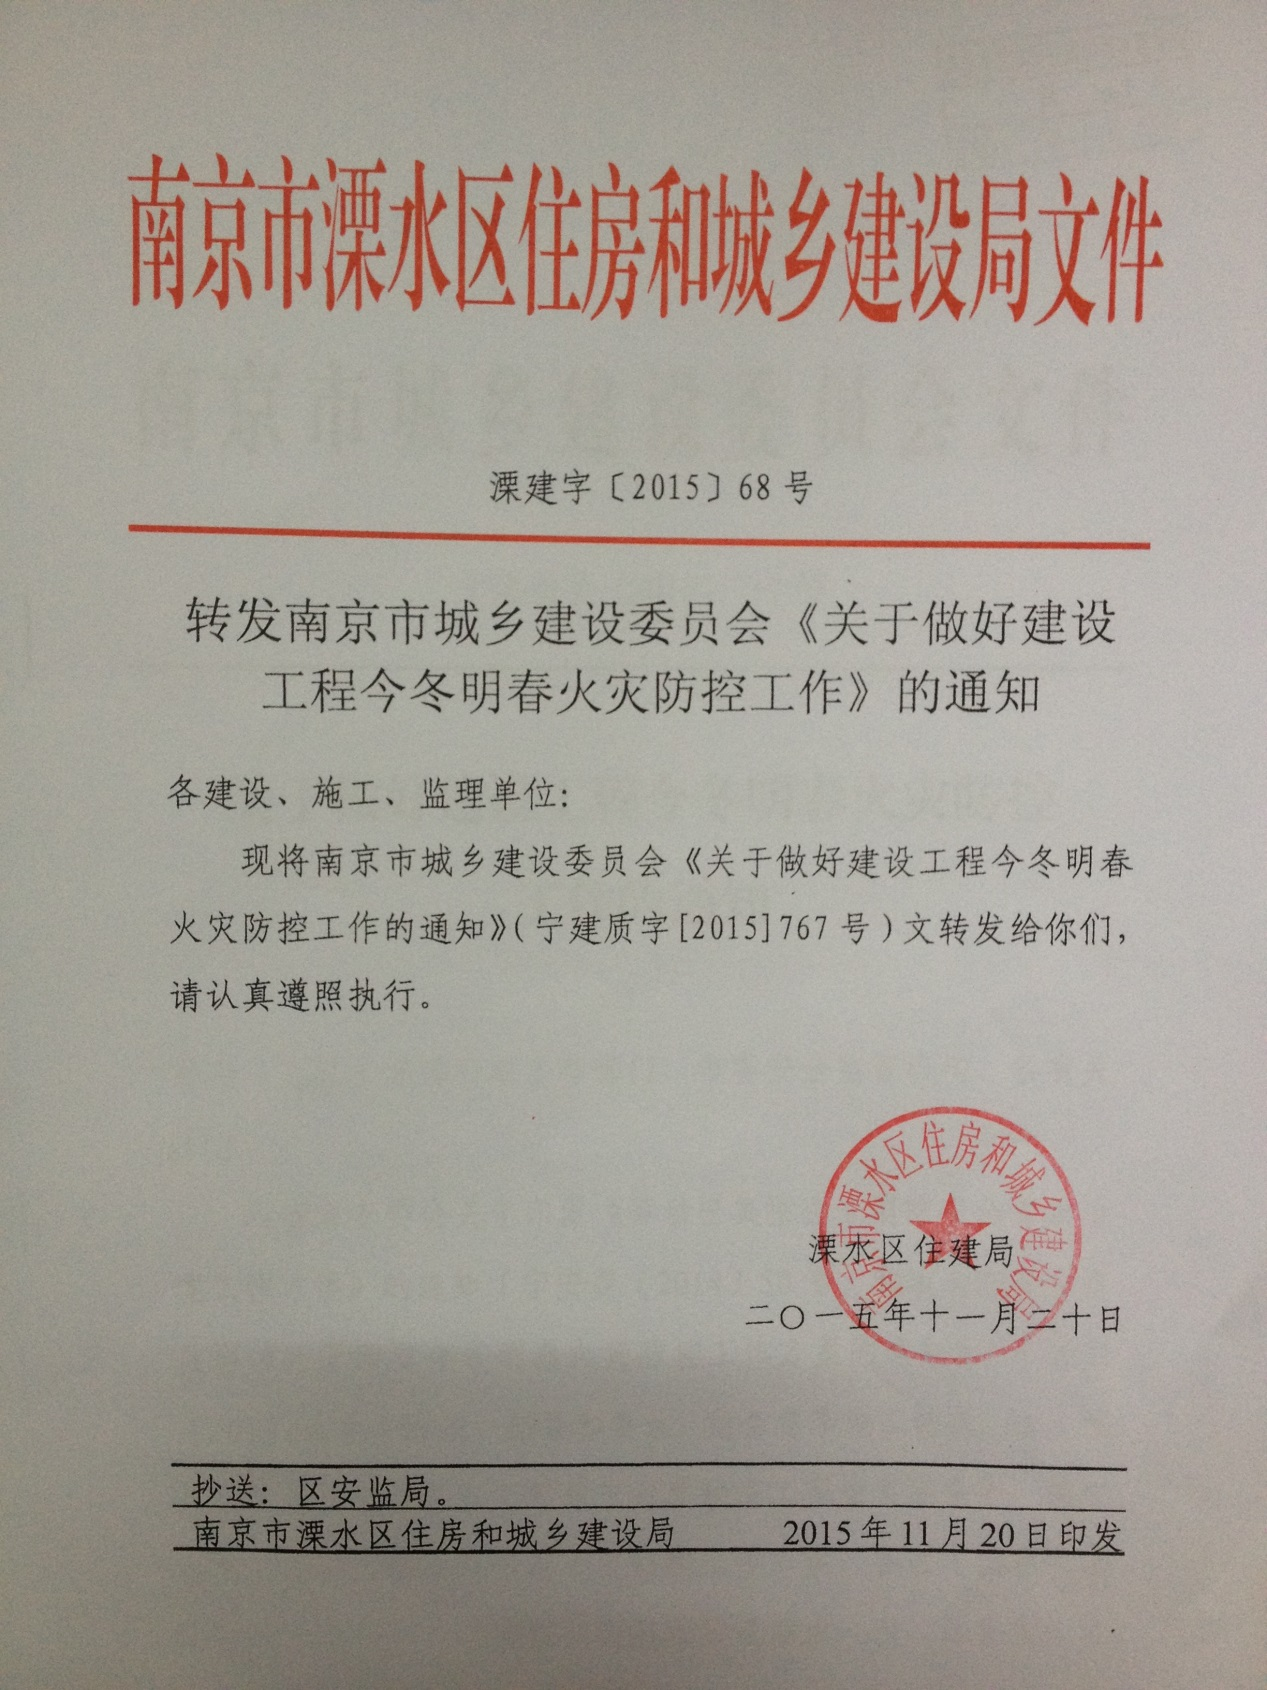 南京市溧水区住房和城乡建设局文件
溧建字〔2015〕68号
转发南京市城乡建设委员会《关于做好建设
工程今冬明春火灾防控工作》的通知
各建设、施工、监理单位：
现将南京市城乡建设委员会《关于做好建设工程今冬明春
火灾防控工作的通知》（宁建质字[2015]767号）文转发给你们，
请认真遵照执行。
南京市溧水区住房和城乡建设局
溧水区住建局
二〇一五年十一月二十日
抄送：区安监局。
南京市溧水区住房和城乡建设局 2015年11月20日印发